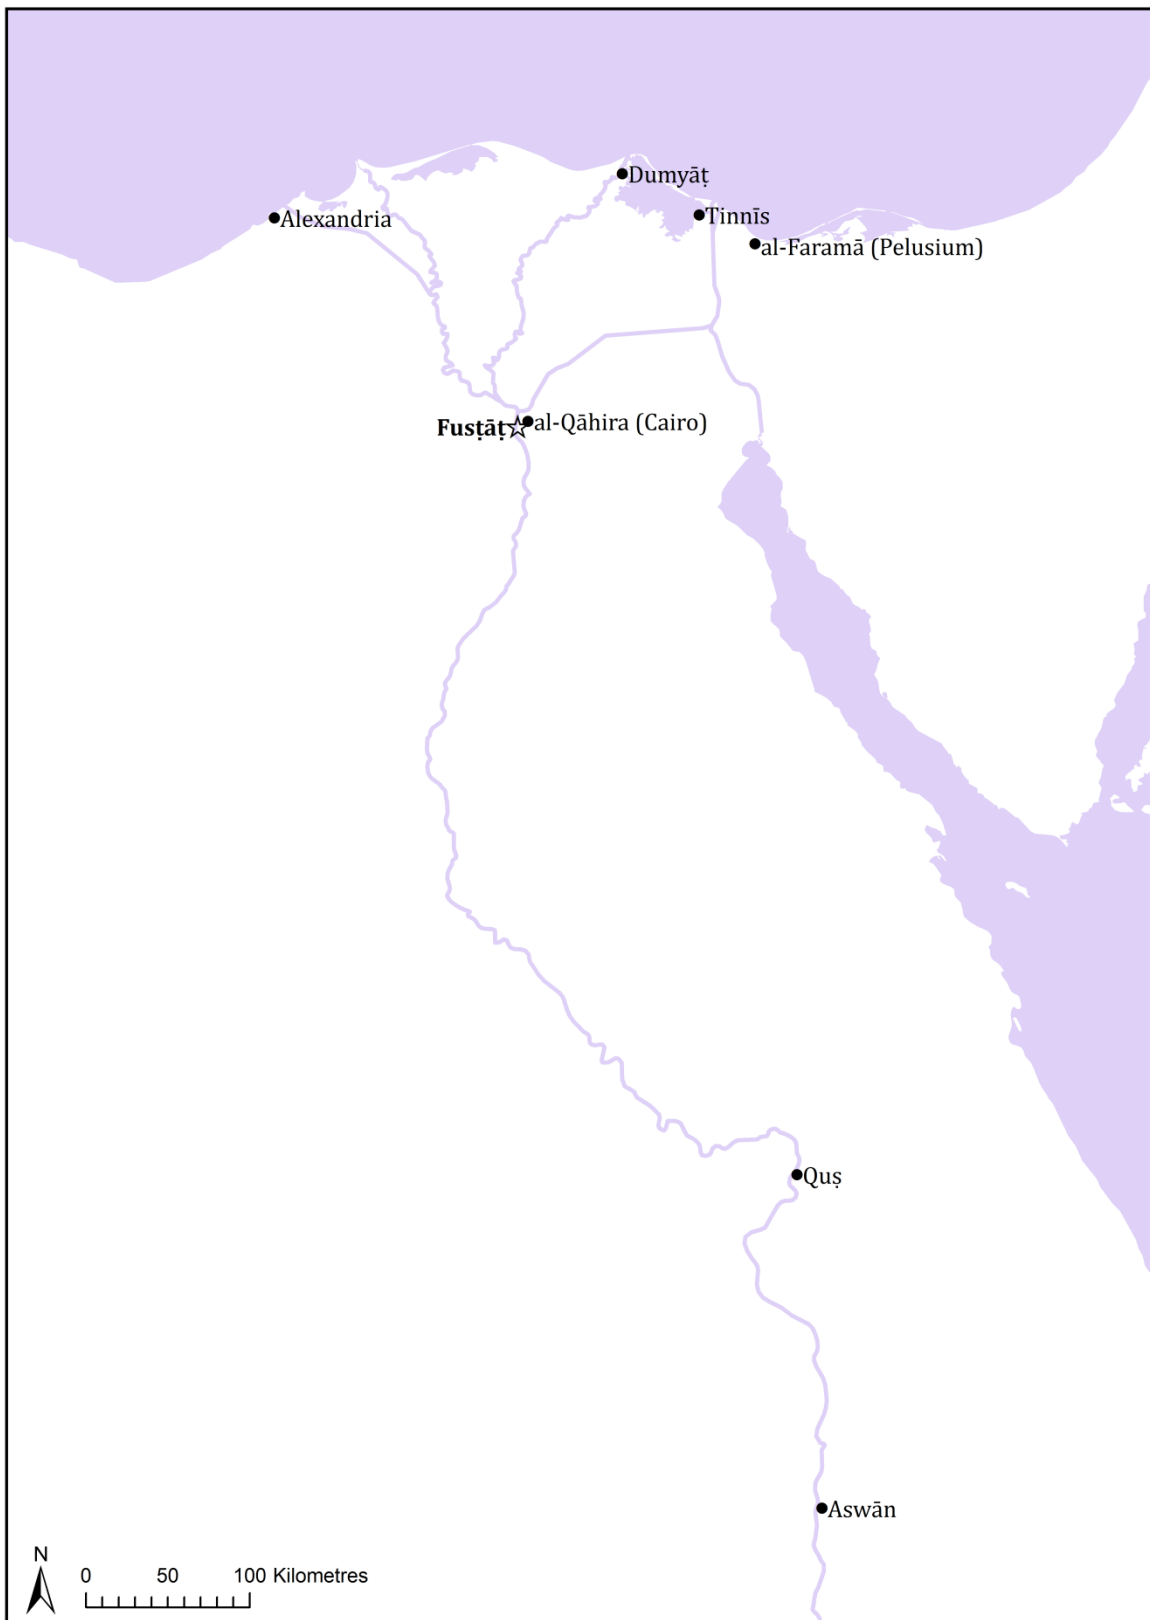 Dumyāṭ
Alexandria
Tinnīs
al-Faramā (Pelusium)
Fusṭāṭ
al-Qāhira (Cairo)
Quṣ
Aswān
N
0 50 100 Kilometres